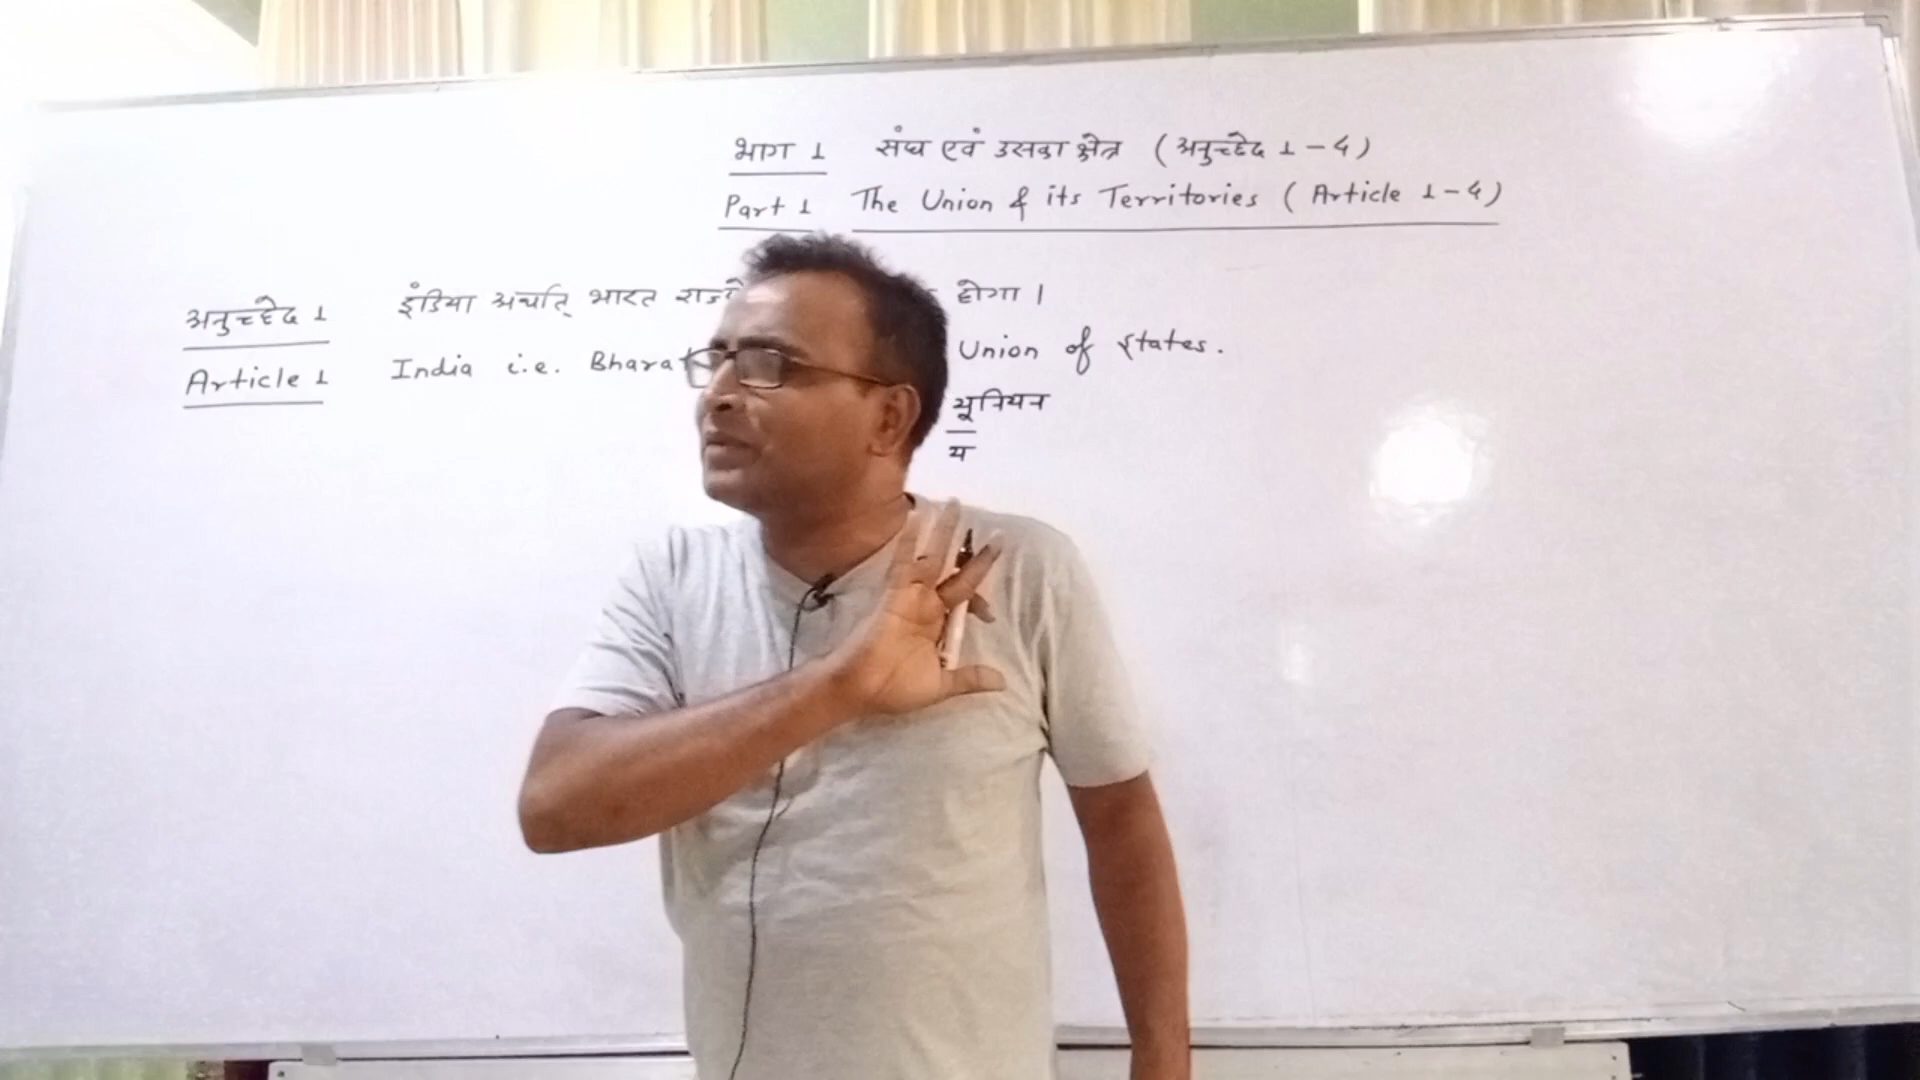 भाग 1 संघ एवं उसका क्षेत्र (अनुच्छेद 1-4)
Part 1 The Union & its Territories (Article 1-4)
अनुच्छेद 1 इंडिया अर्थात् भारत होगा।
Article 1 India i.e. Bharat Union of States.
यूनियन
य